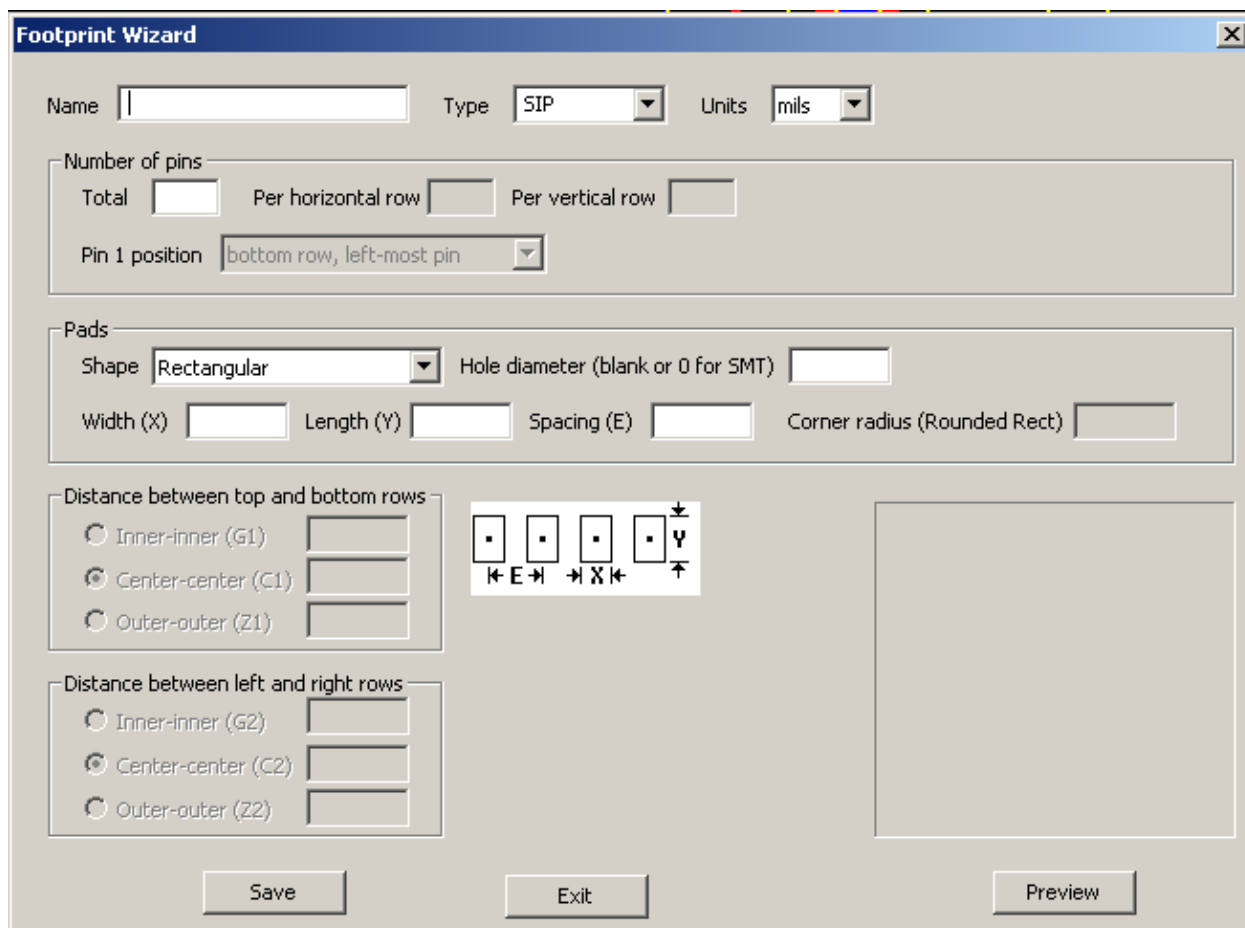 Footprint Wizard
Name Type SIP Units mils
Number of pins
Total Per horizontal row Per vertical row
Pin 1 position bottom row, left-most pin
Pads
Shape Rectangular Hole diameter (blank or 0 for SMT)
Width (X) Length (Y) Spacing (E) Corner radius (Rounded Rect)
Distance between top and bottom rows
Inner-inner (G1)
Center-center (C1)
Outer-outer (Z1)
Y
E X
Distance between left and right rows
Inner-inner (G2)
Center-center (C2)
Outer-outer (Z2)
Save Exit Preview